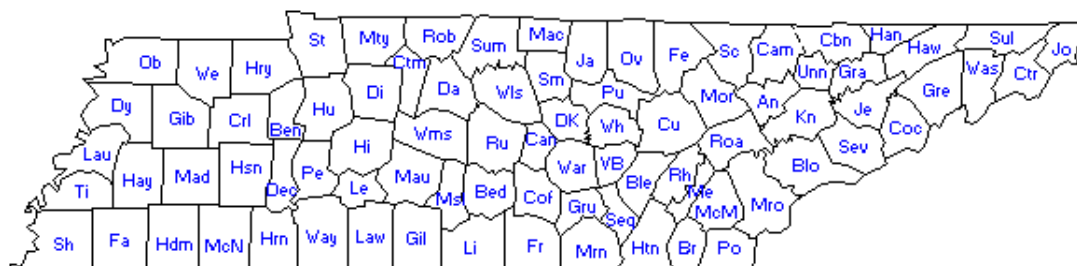 St Mty Rob Sum Mac Ja Ov Fe Sc Cam Cbn Han Haw Sul Jo
Ob We Hry Ctm Sm Unn Gra Was Ctr
Dy Gib Crl Ben Hu Di Da Wls Pu Mor An Kn Je Gre
Lau Hi Wms Ru Can DK Wh Cu Roa Coc
Ti Hay Mad Hsn Dec Pe Le Mau Msl Bed Cof War VB Ble Rh Me McM Mro Blo Sev
Gru Seq
Sh Fa Hdm McN Hrn Way Law Gil Li Fr Mrn Htn Br Po